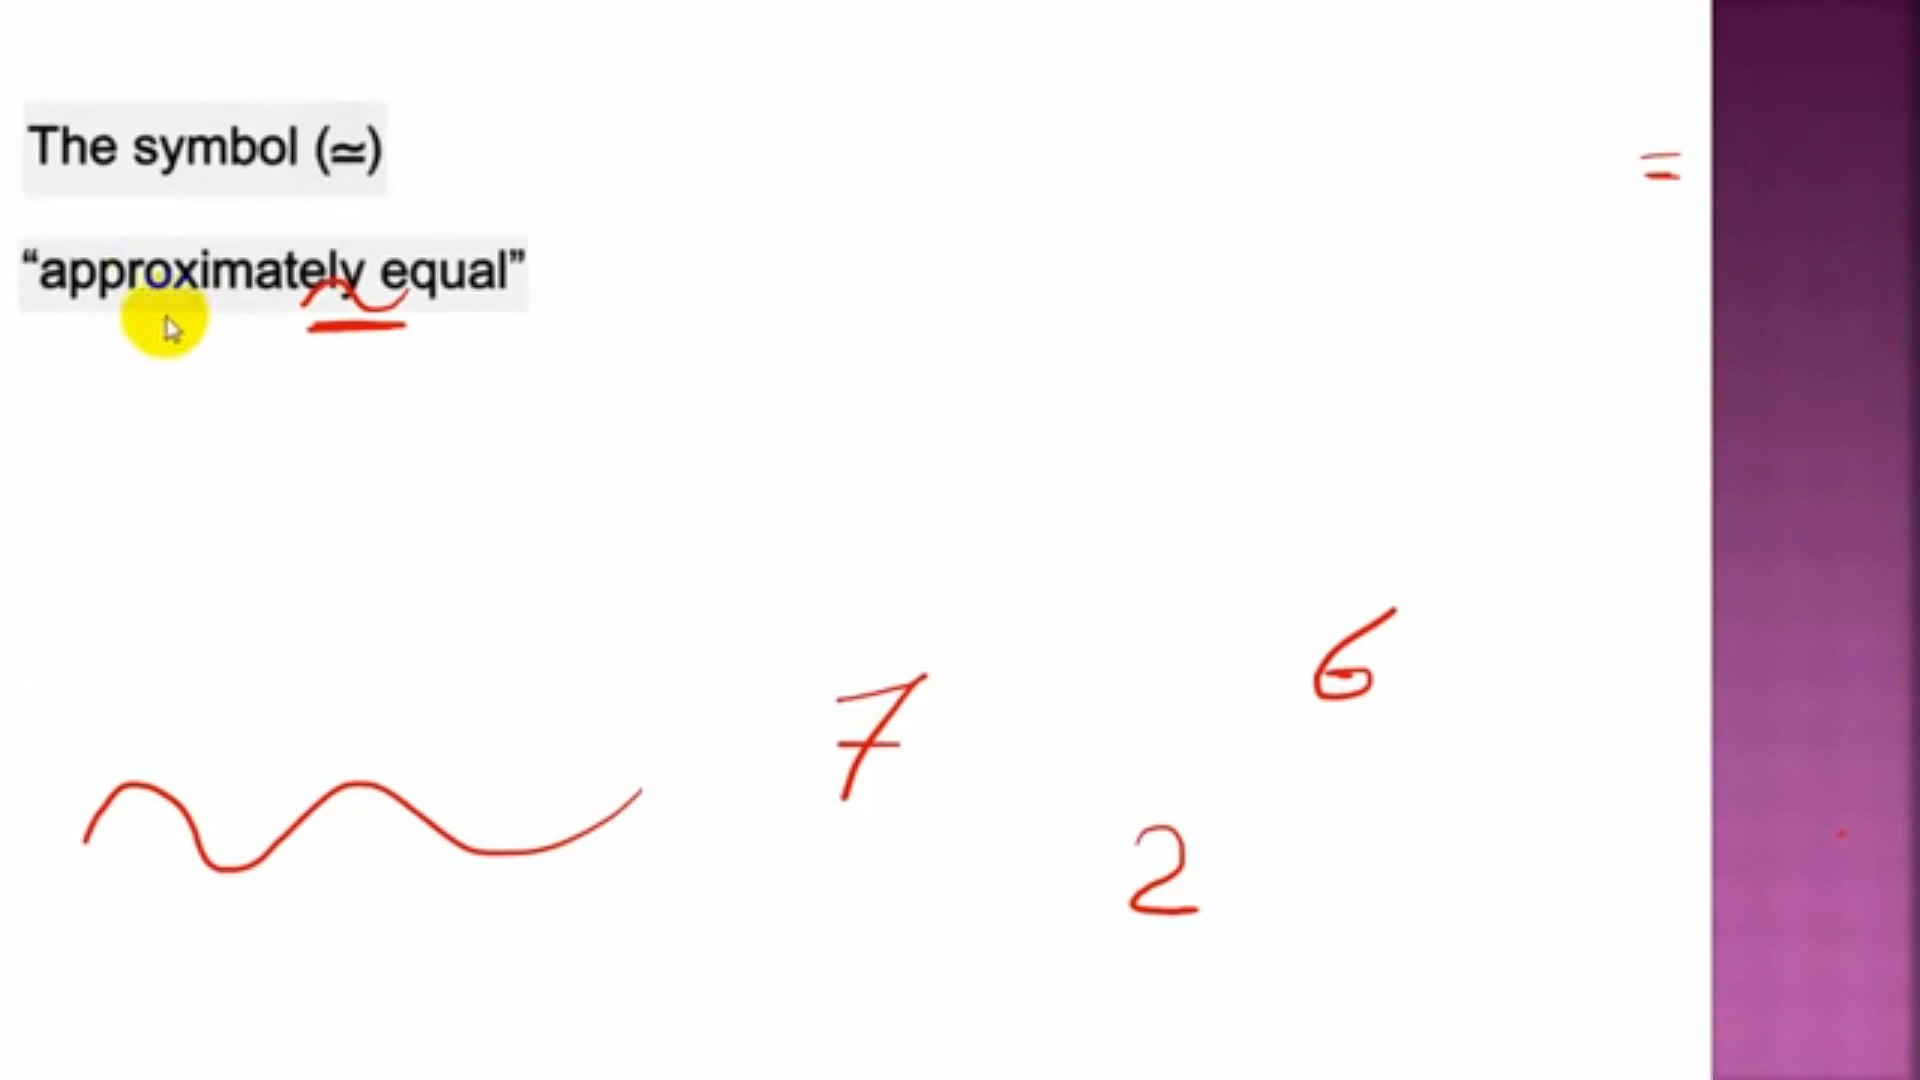 The symbol (≃)
=
“approximately equal”
≃
6
7
2